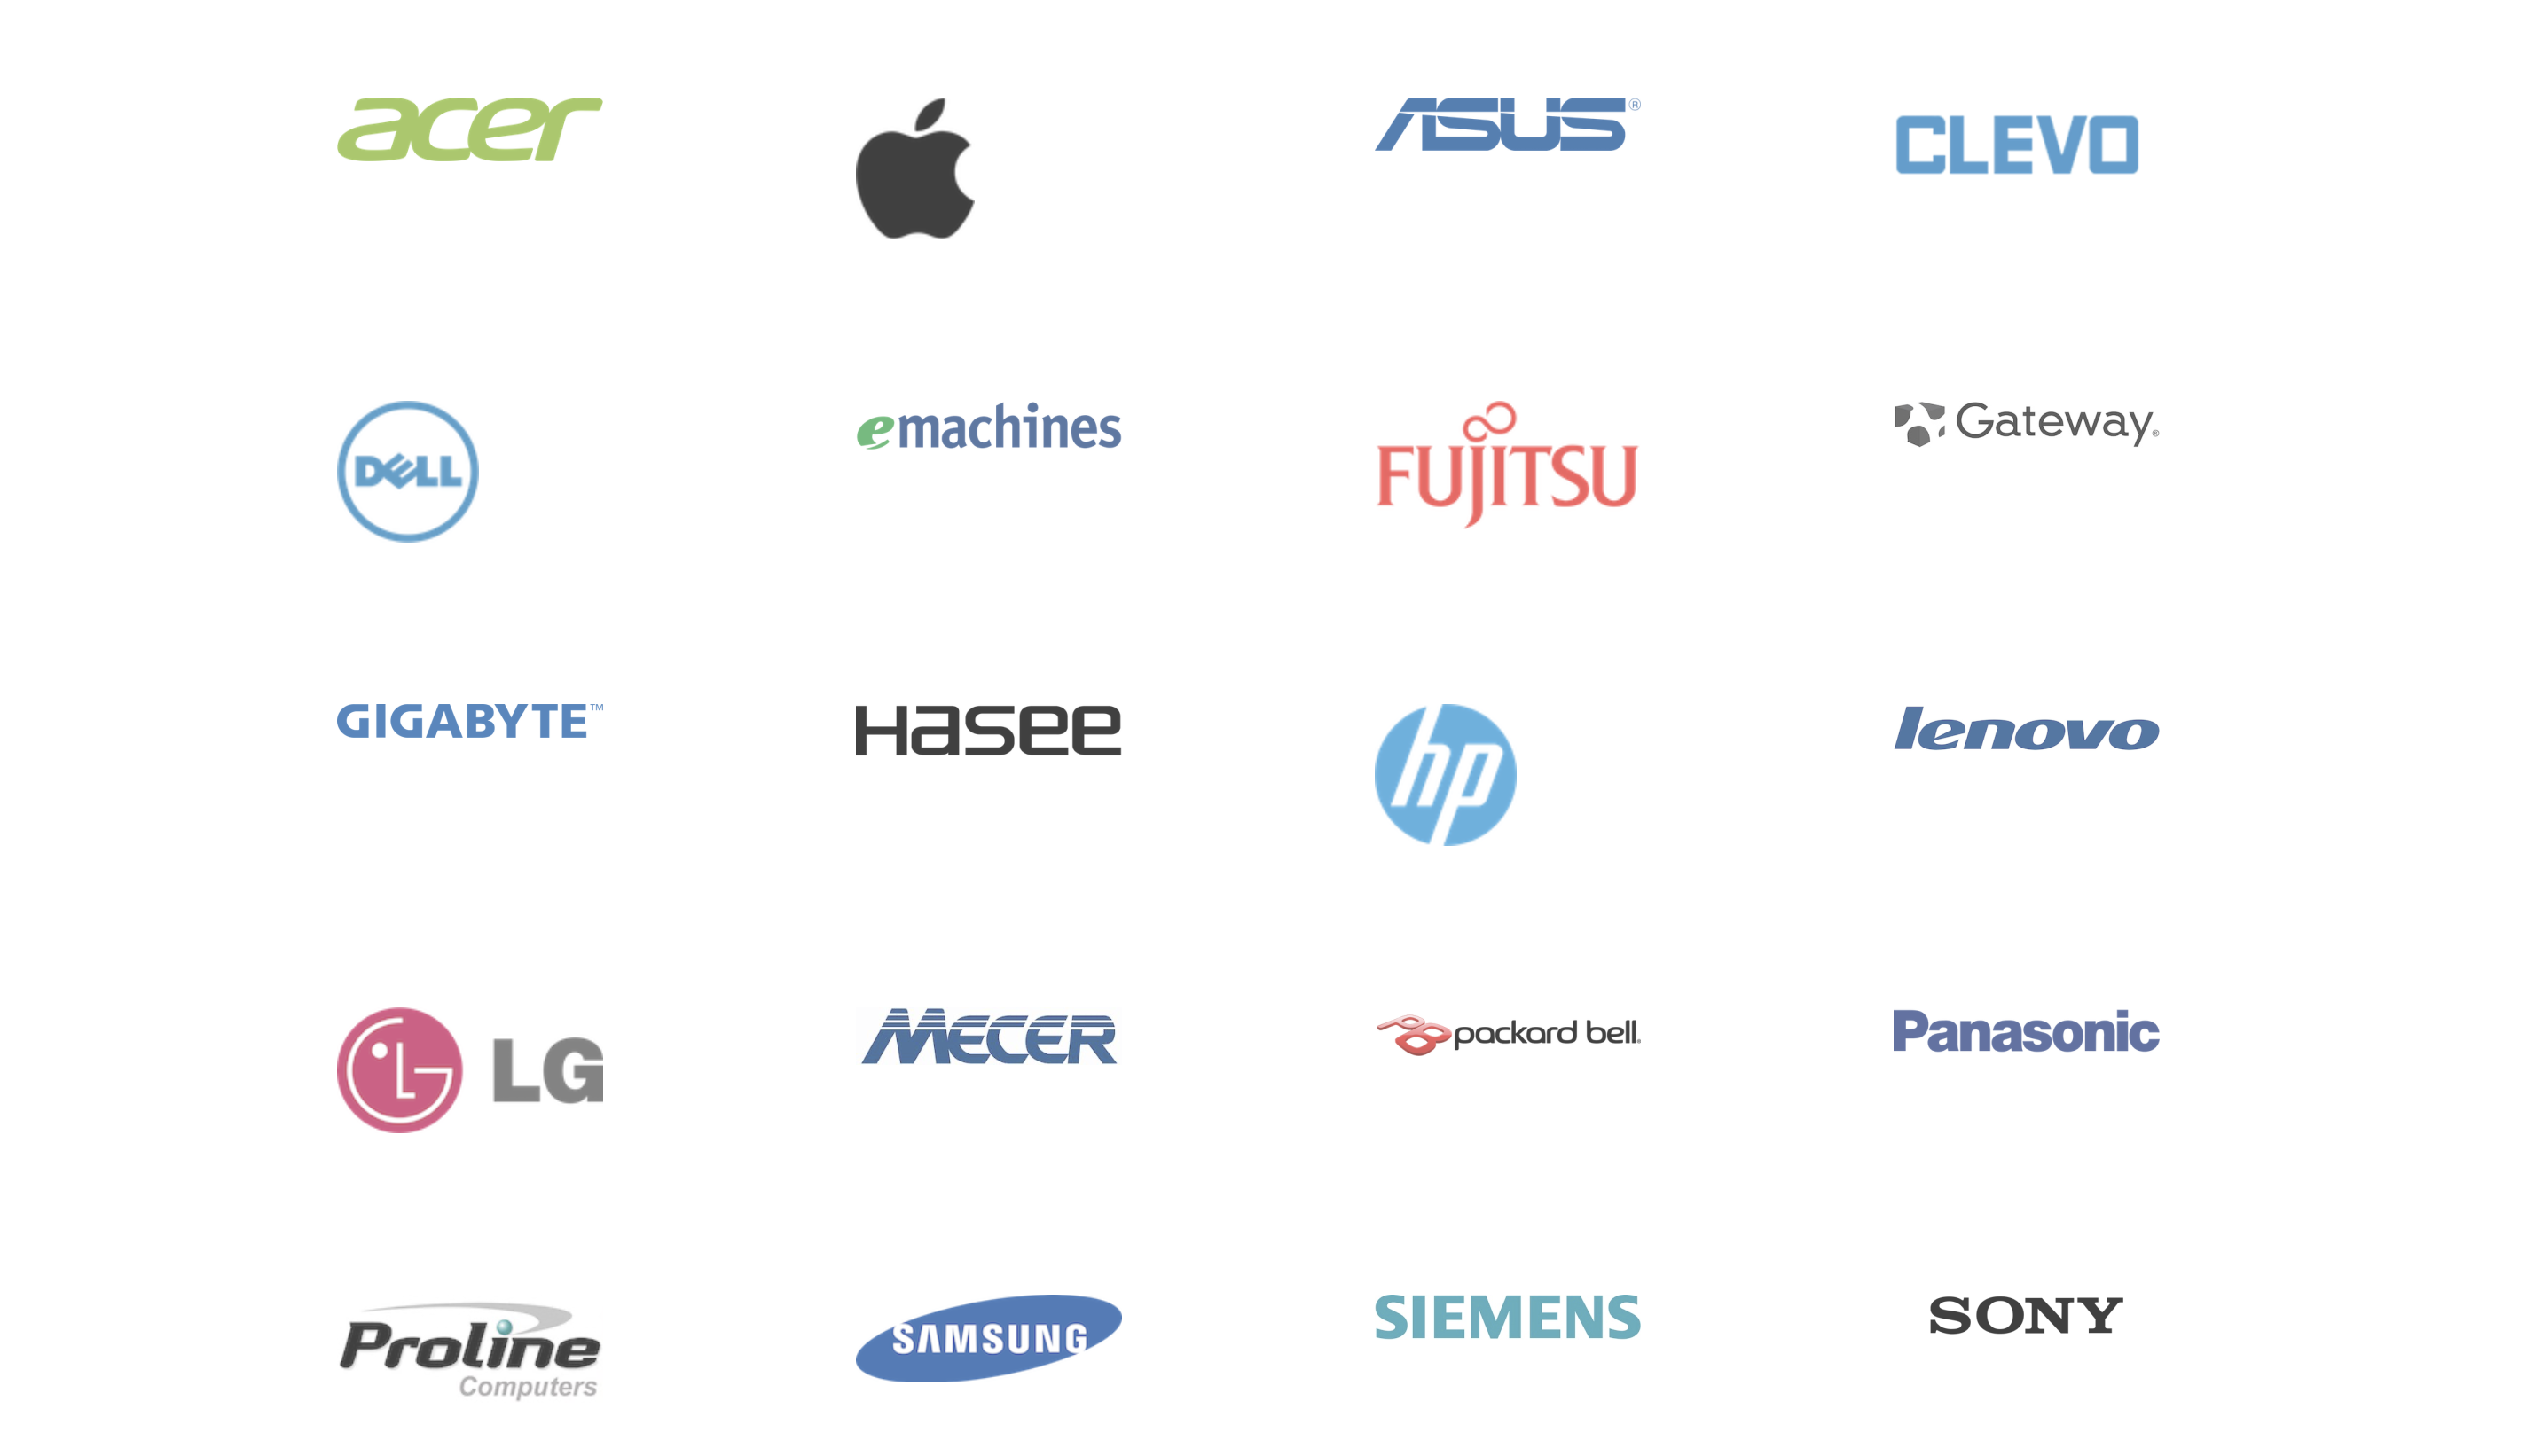 acer
ASUS®
CLEVO
DELL
emachines
FUJITSU
Gateway®
GIGABYTE™
Hasee
hp
lenovo
LG LG
MECER
packard bell®
Panasonic
Proline
Computers
SAMSUNG
SIEMENS
SONY